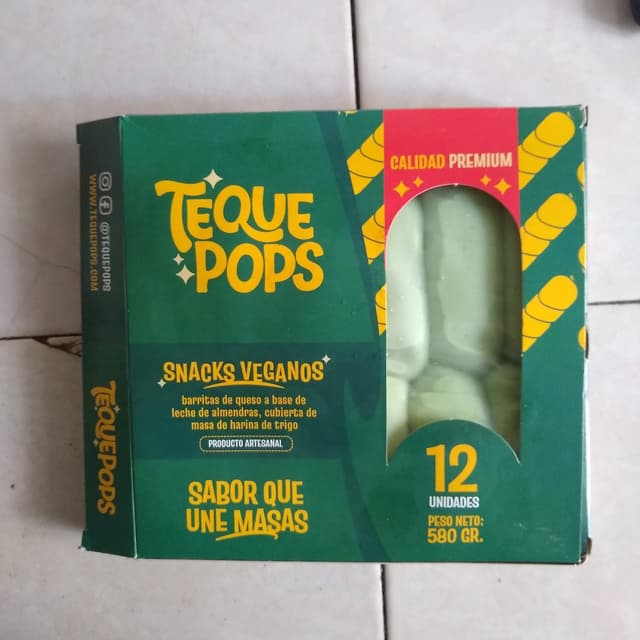 TEQUE
POPS
SNACKS VEGANOS
barritas de queso a base de
leche de almendras, cubierta de
masa de harina de trigo
PRODUCTO ARTESANAL
SABOR QUE
UNE MASAS
CALIDAD PREMIUM
12
UNIDADES
PESO NETO:
580 GR.
@TEQUEPOPS
WWW.TEQUEPOPS.COM
TEQUEPOPS